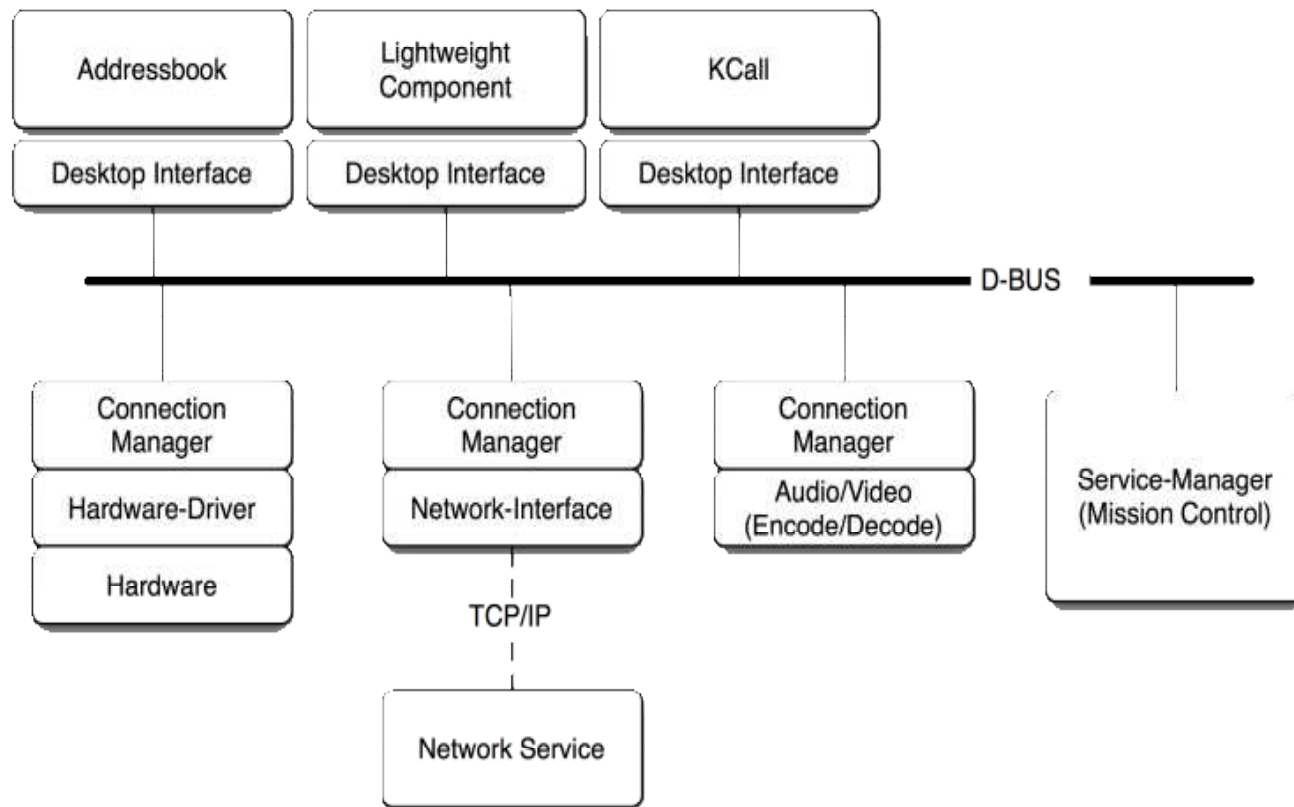 Addressbook
Lightweight
Component
KCall
Desktop Interface
Desktop Interface
Desktop Interface
D-BUS
Connection
Manager
Connection
Manager
Connection
Manager
Service-Manager
(Mission Control)
Hardware-Driver
Network-Interface
Audio/Video
(Encode/Decode)
Hardware
TCP/IP
Network Service